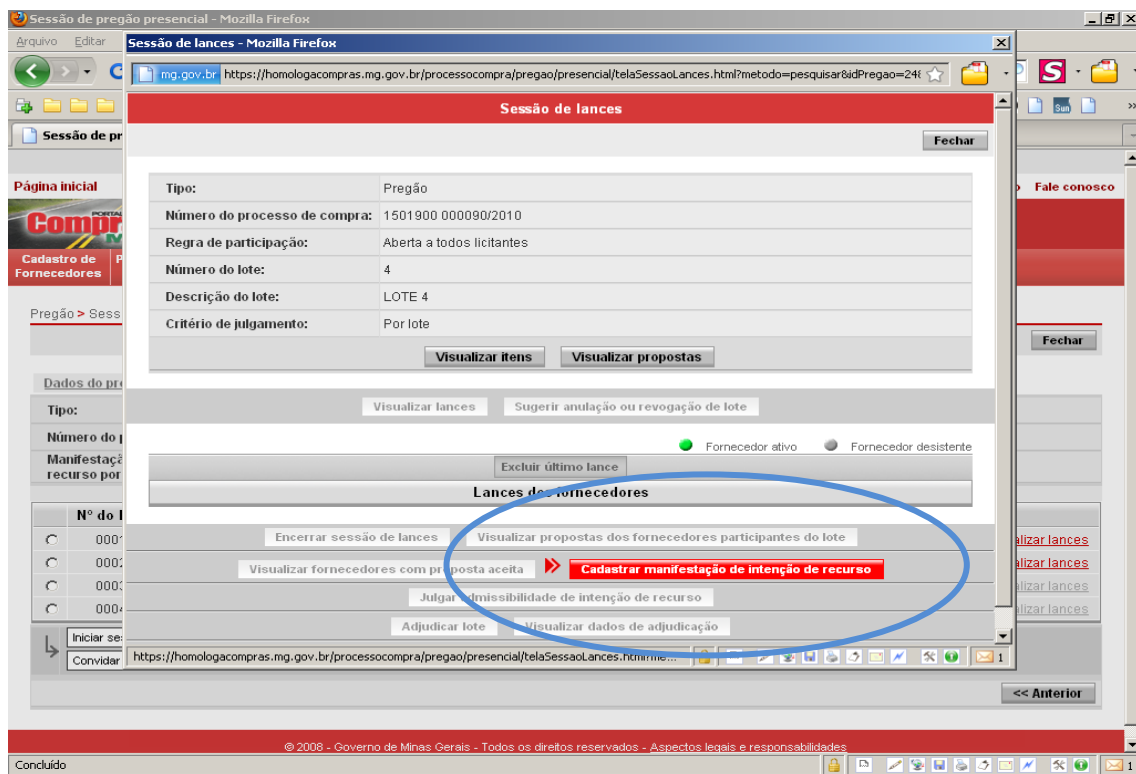 Sessão de pregão presencial - Mozilla Firefox
Arquivo Editar
Sessão de lances - Mozilla Firefox
mg.gov.br https://homologacompras.mg.gov.br/processocompra/pregao/presencial/telaSessaoLances.html?metodo=pesquisar&idPregao=248
S
Sun
Sessão de pr
Sessão de lances
Fechar
Página inicial
Fale conosco
PORTAL
Compr
Cadastro de Fornecedores
Tipo: Pregão
Número do processo de compra: 1501900 000090/2010
Regra de participação: Aberta a todos licitantes
Número do lote: 4
Descrição do lote: LOTE 4
Critério de julgamento: Por lote
Visualizar itens Visualizar propostas
Pregão > Sess
Fechar
Dados do pre
Tipo:
Número do p
Manifestaçã
recurso por
Visualizar lances Sugerir anulação ou revogação de lote
Fornecedor ativo Fornecedor desistente
Excluir último lance
Lances dos fornecedores
Nº do l
0001
0002
0003
0004
Encerrar sessão de lances Visualizar propostas dos fornecedores participantes do lote
Visualizar fornecedores com proposta aceita Cadastrar manifestação de intenção de recurso
Julgar admissibilidade de intenção de recurso
Adjudicar lote Visualizar dados de adjudicação
alizar lances
alizar lances
alizar lances
alizar lances
Iniciar se
Convidar
https://homologacompras.mg.gov.br/processocompra/pregao/presencial/telaSessaoLances.html?me... 1
<< Anterior
© 2008 - Governo de Minas Gerais - Todos os direitos reservados - Aspectos legais e responsabilidades
Concluído 1